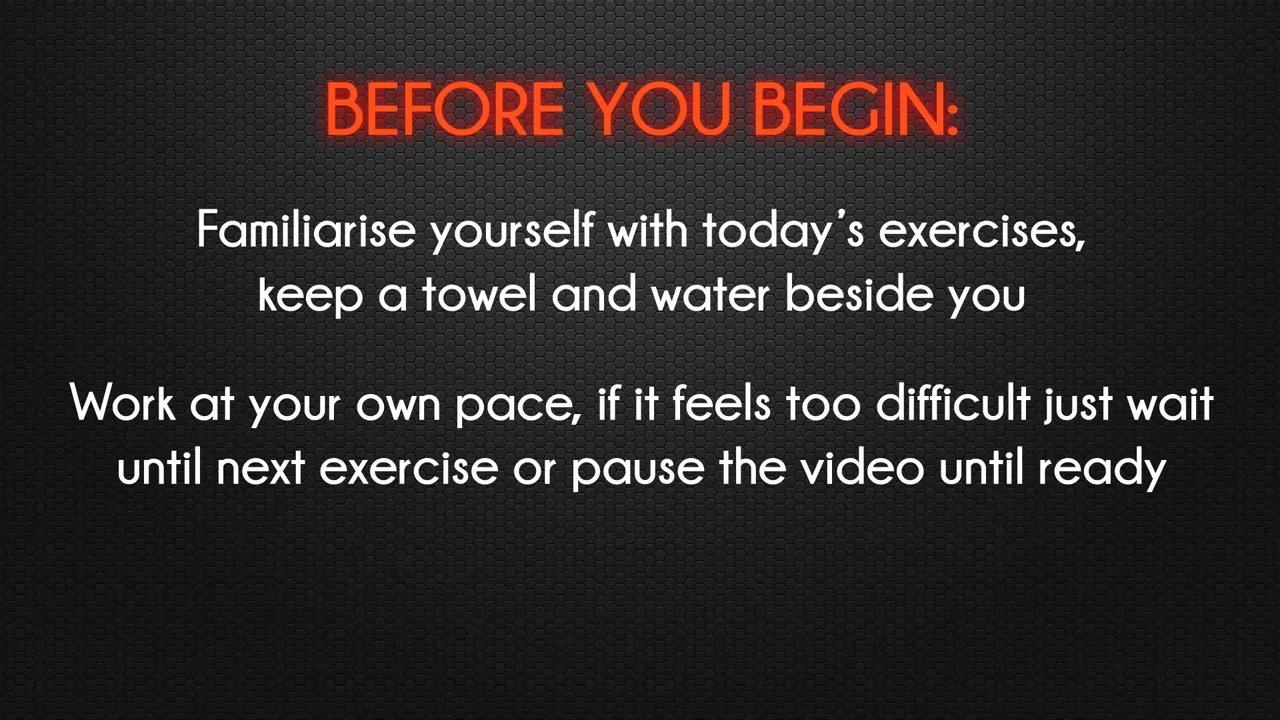 BEFORE YOU BEGIN:
Familiarise yourself with today’s exercises,
keep a towel and water beside you
Work at your own pace, if it feels too difficult just wait
until next exercise or pause the video until ready